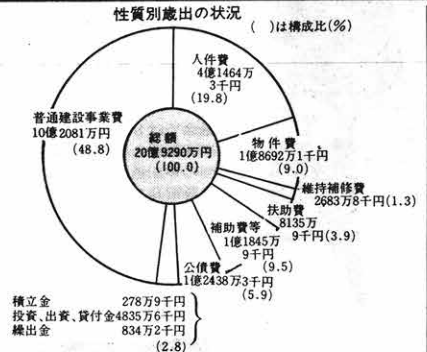 性質別歳出の状況
( )は構成比(%)
人件費
4億1464万
3千円
(19.8)
普通建設事業費
10億2081万円
(48.8)
総額
20億9290万円
(100.0)
物件費
1億8692万1千円
(9.0)
維持補修費
2683万8千円(1.3)
扶助費
8135万
9千円(3.9)
補助費等
1億1845万
9千円
(9.5)
公債費
1億2438万3千円
(5.9)
積立金 278万9千円
投資、出資、貸付金4835万6千円
繰出金 834万2千円
(2.8)